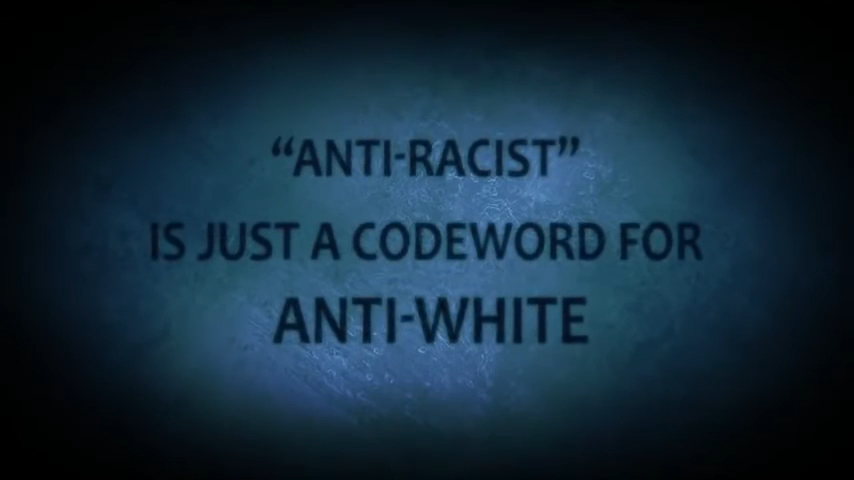 “ANTI-RACIST”
IS JUST A CODEWORD FOR
ANTI-WHITE